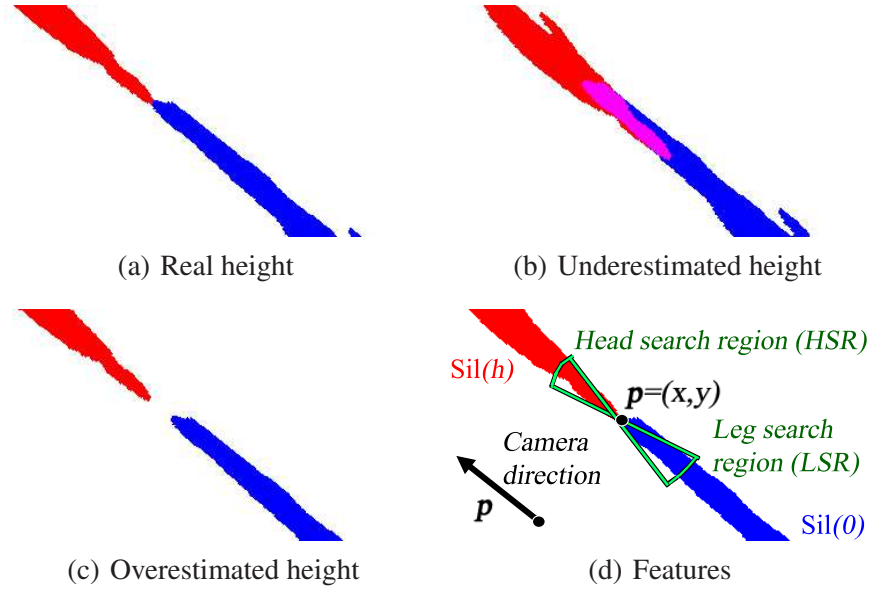 (a) Real height
(b) Underestimated height
Head search region (HSR)
Sil(h)
p=(x,y)
Leg search
region (LSR)
Camera
direction
p
Sil(0)
(c) Overestimated height
(d) Features